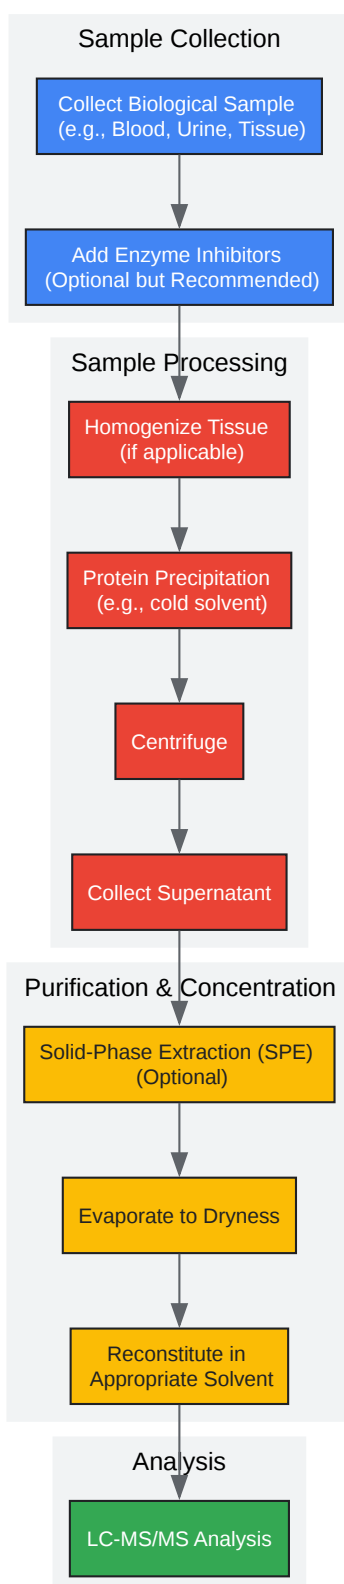 Sample Collection
Collect Biological Sample
(e.g., Blood, Urine, Tissue)
Add Enzyme Inhibitors
(Optional but Recommended)
Sample Processing
Homogenize Tissue
(if applicable)
Protein Precipitation
(e.g., cold solvent)
Centrifuge
Collect Supernatant
Purification & Concentration
Solid-Phase Extraction (SPE)
(Optional)
Evaporate to Dryness
Reconstitute in
Appropriate Solvent
Analysis
LC-MS/MS Analysis